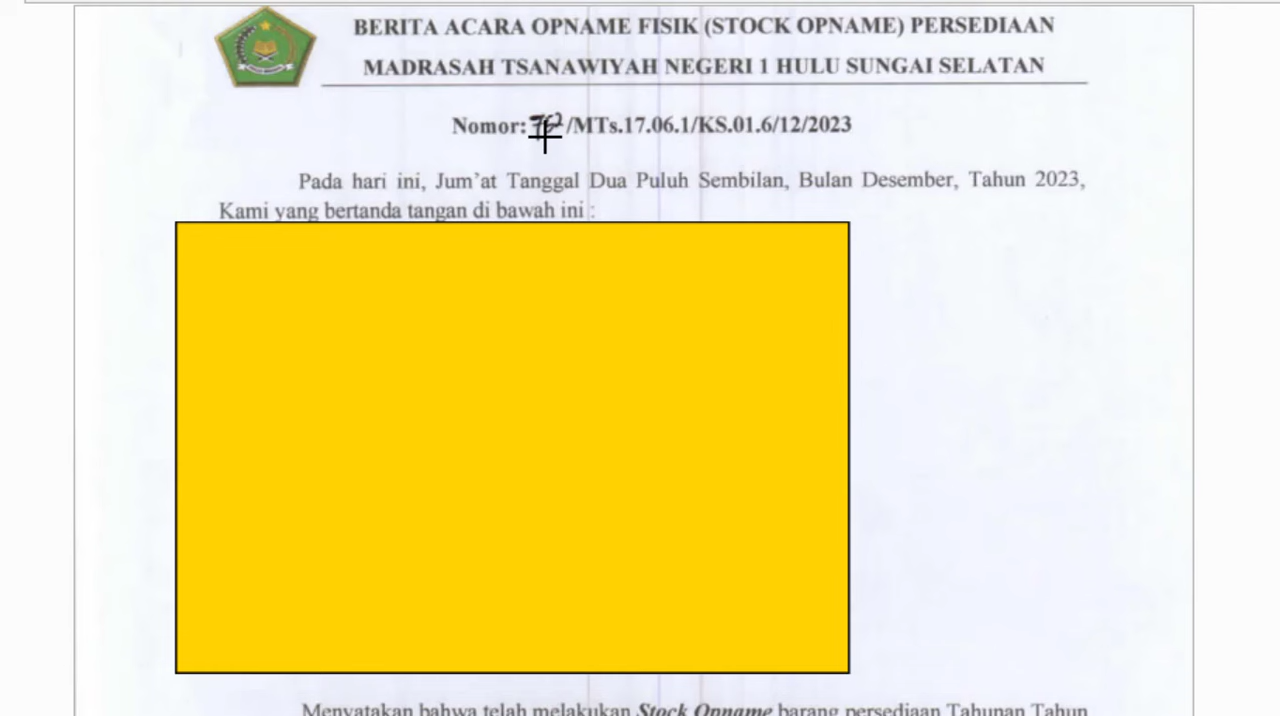 BERITA ACARA OPNAME FISIK (STOCK OPNAME) PERSEDIAAN
MADRASAH TSANAWIYAH NEGERI 1 HULU SUNGAI SELATAN
Nomor: /MTs.17.06.1/KS.01.6/12/2023
Pada hari ini, Jum'at Tanggal Dua Puluh Sembilan, Bulan Desember, Tahun 2023,
Kami yang bertanda tangan di bawah ini :
Menyatakan bahwa telah melakukan Stock Opname barang persediaan Tahunan Tahun